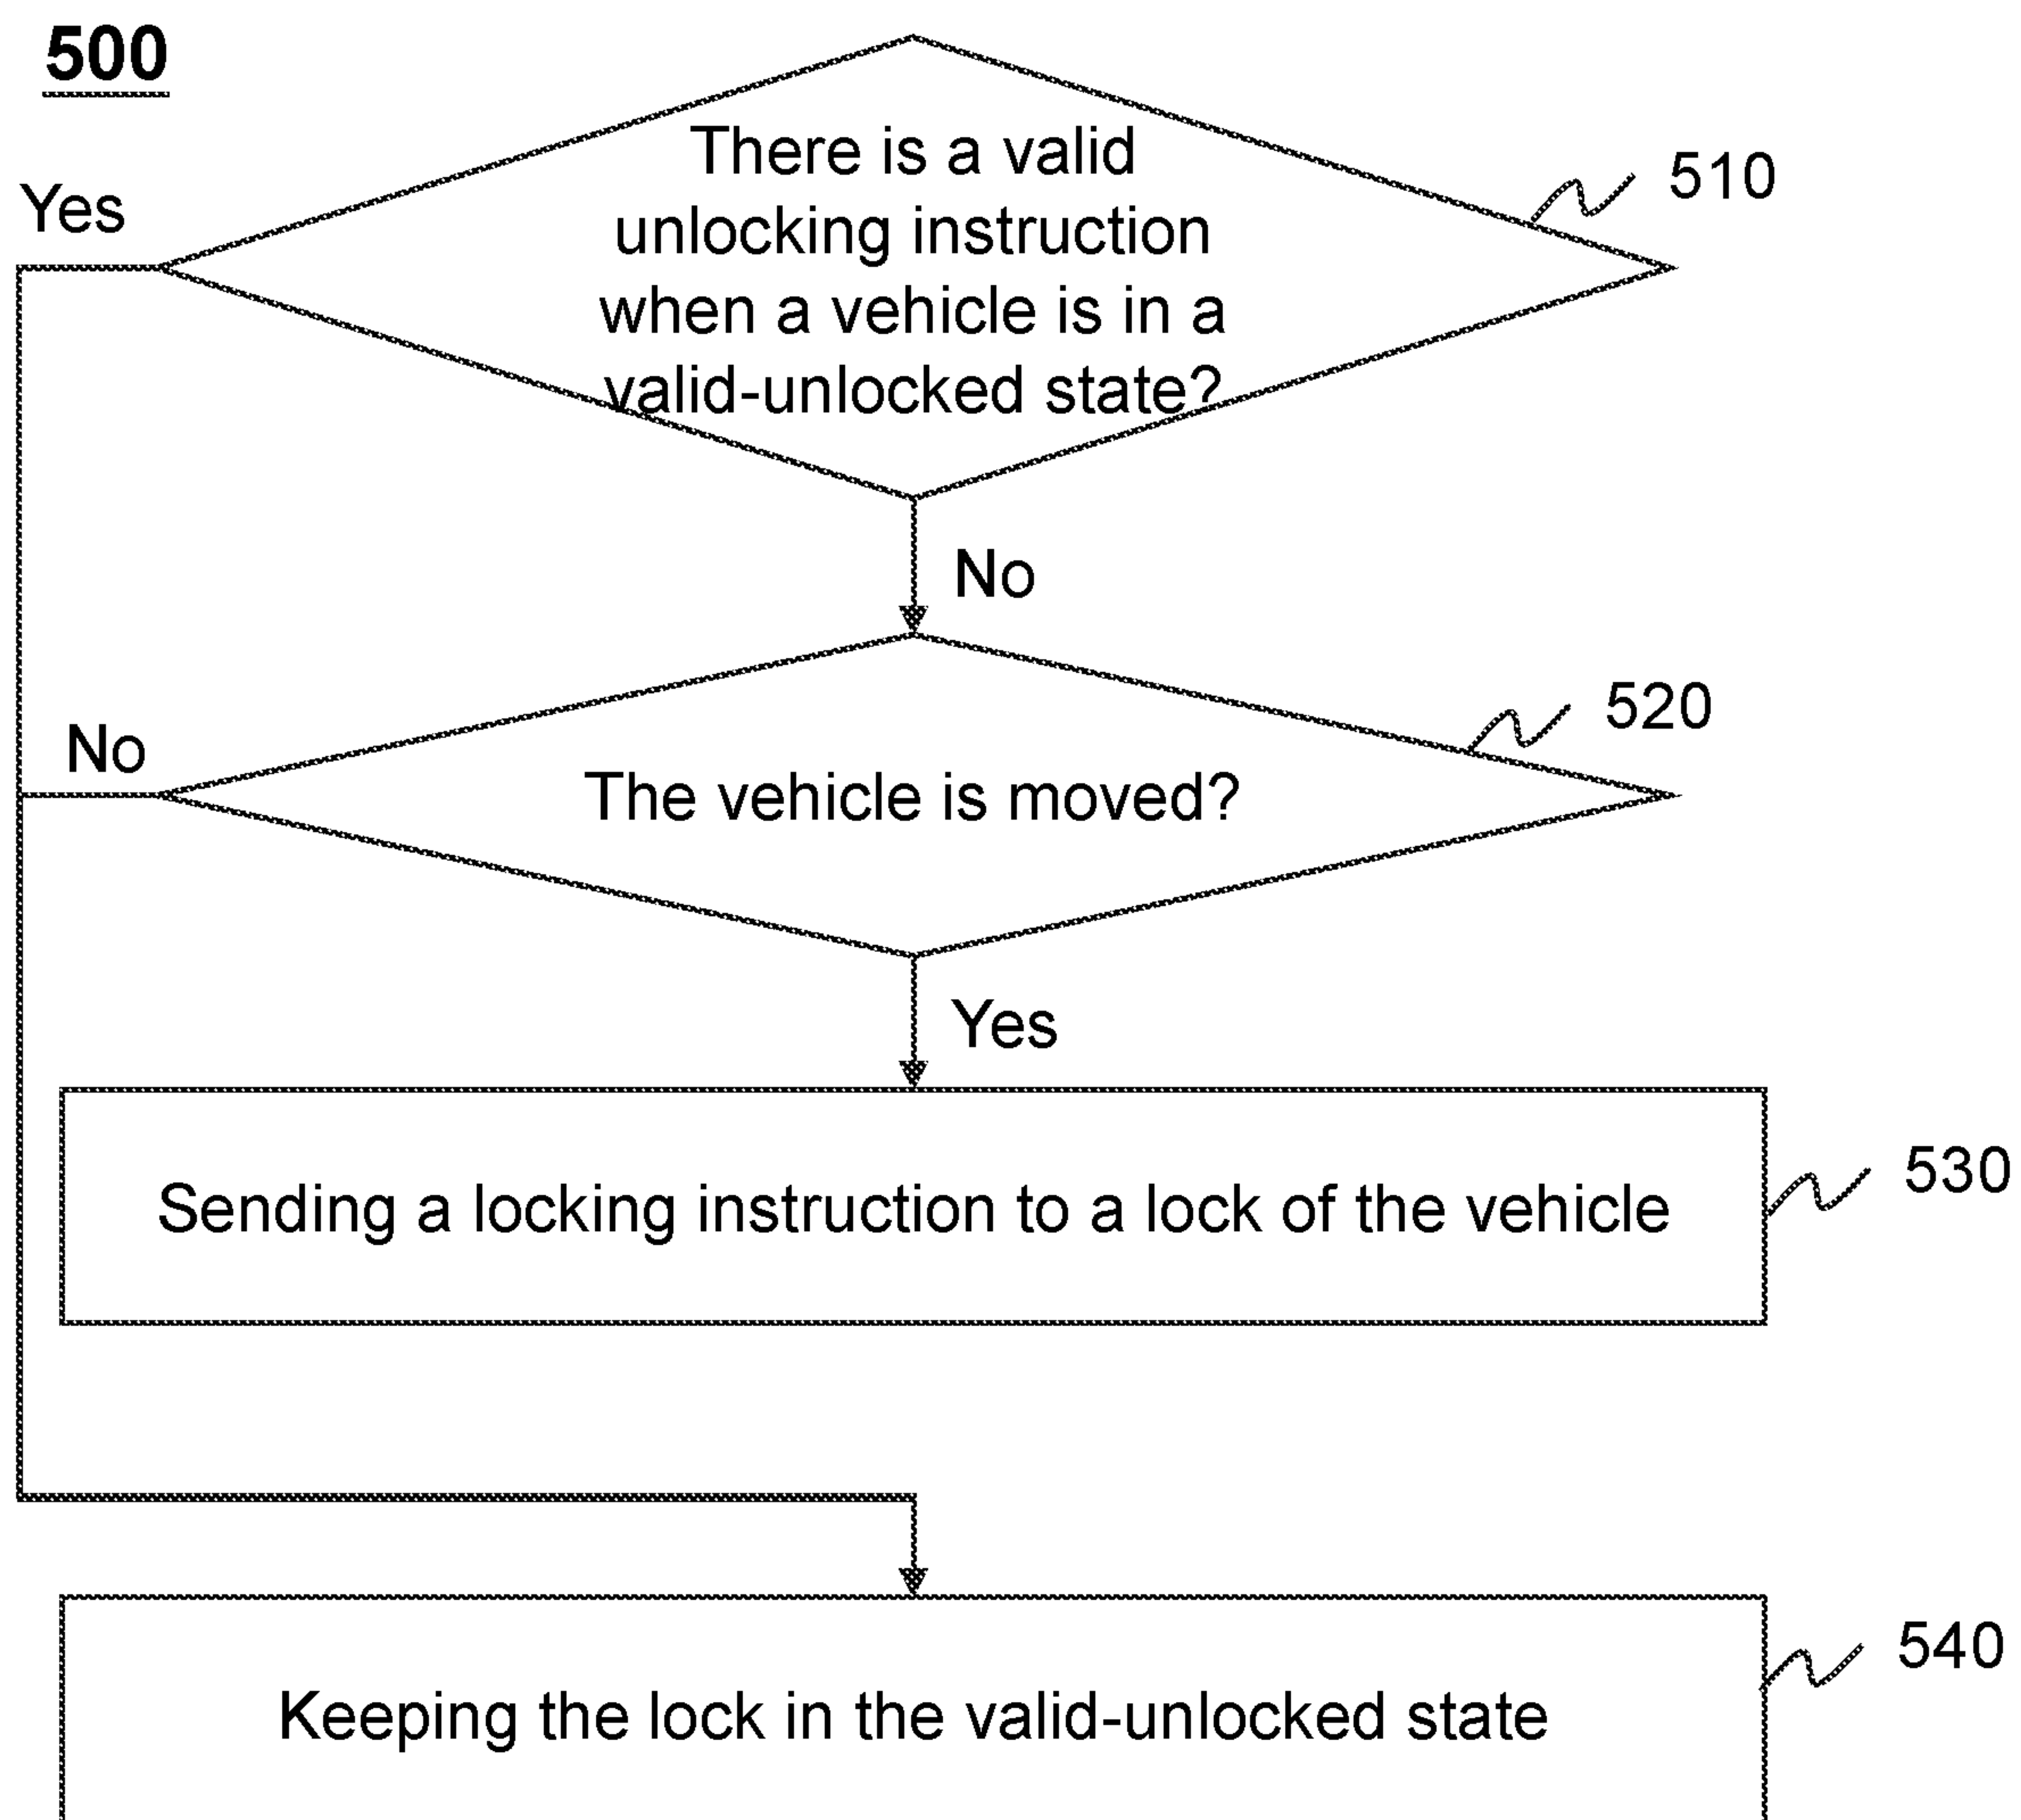 500
There is a valid
unlocking instruction
when a vehicle is in a
valid-unlocked state?
510
Yes
No
520
No
The vehicle is moved?
Yes
Sending a locking instruction to a lock of the vehicle
530
Keeping the lock in the valid-unlocked state
540